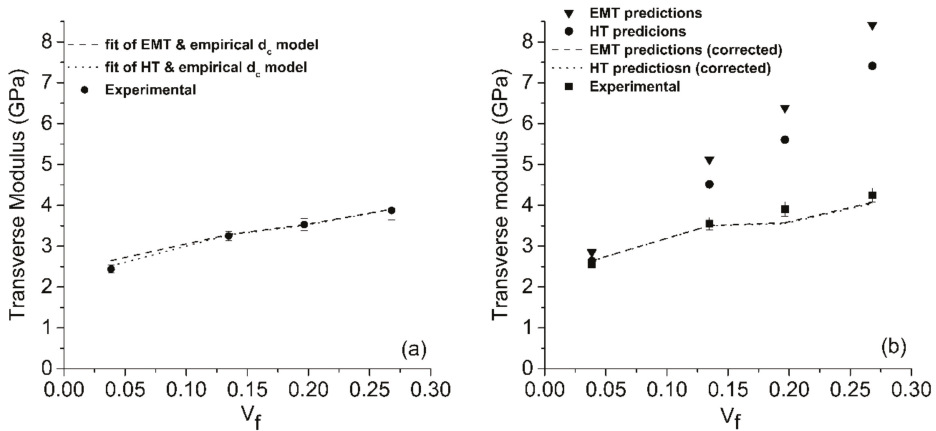 8
7
6
5
4
3
2
1
0
Transverse Modulus (GPa)
fit of EMT & empirical dc model
fit of HT & empirical dc model
Experimental
(a)
0.00 0.05 0.10 0.15 0.20 0.25 0.30
Vf
EMT predictions
HT predicions
EMT predictions (corrected)
HT predictiosn (corrected)
Experimental
8
7
6
5
4
3
2
1
0
Transverse modulus (GPa)
(b)
0.00 0.05 0.10 0.15 0.20 0.25 0.30
Vf